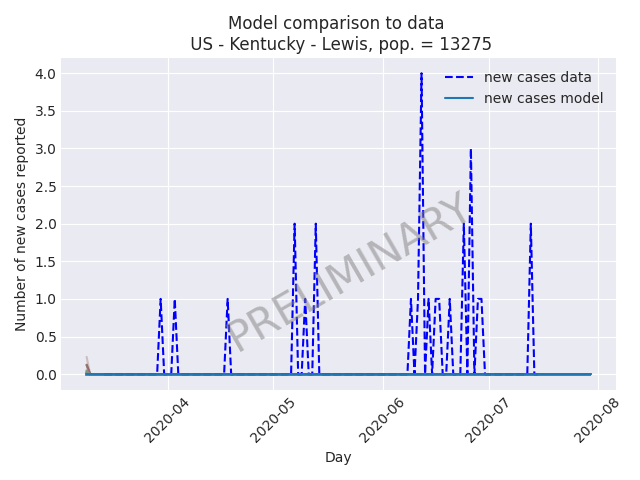 Model comparison to data
US - Kentucky - Lewis, pop. = 13275
new cases data
new cases model
Number of new cases reported
4.0
3.5
3.0
2.5
2.0
1.5
1.0
0.5
0.0
PRELIMINARY
2020-04
2020-05
2020-06
2020-07
2020-08
Day